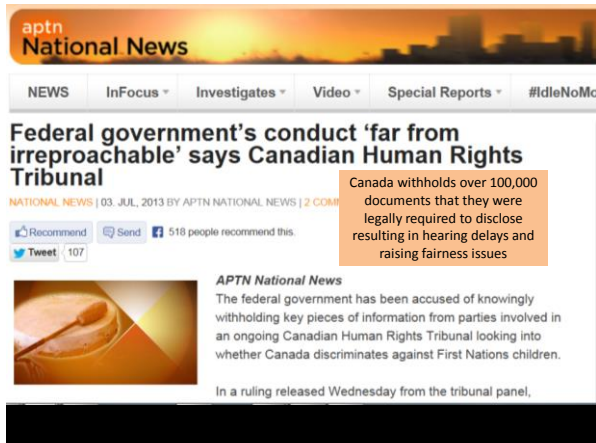 aptn
National News
NEWS InFocus Investigates Video Special Reports #IdleNoMo
Federal government's conduct 'far from
irreproachable' says Canadian Human Rights
Tribunal
NATIONAL NEWS | 03. JUL, 2013 BY APTN NATIONAL NEWS | 2 COM
Canada withholds over 100,000
documents that they were
legally required to disclose
resulting in hearing delays and
raising fairness issues
Recommend Send 518 people recommend this.
Tweet 107
APTN National News
The federal government has been accused of knowingly
withholding key pieces of information from parties involved in
an ongoing Canadian Human Rights Tribunal looking into
whether Canada discriminates against First Nations children.
In a ruling released Wednesday from the tribunal panel,